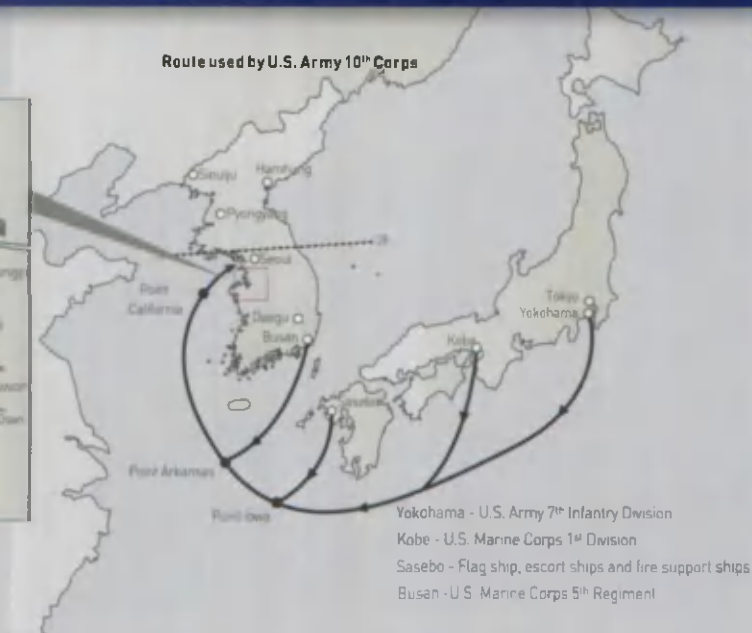 Route used by U.S. Army 10th Corps
Sinuiju
Hamhung
Pyongyang
38
Seoul
Point
California
Daegu
Busan
Tokyo
Yokohama
Kobe
Sasebo
Point Arkansas
Point Iowa
Yokohama - U.S. Army 7th Infantry Division
Kobe - U.S. Marine Corps 1st Division
Sasebo - Flag ship, escort ships and fire support ships
Busan - U.S. Marine Corps 5th Regiment